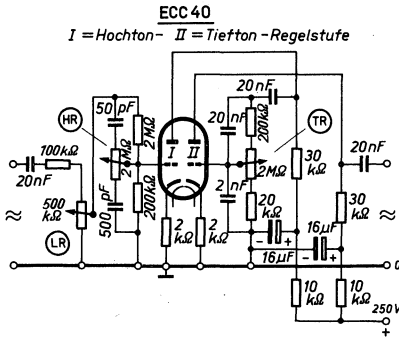 ECC 40
I = Hochton- II = Tiefton-Regelstufe
50 pF
HR
2 MΩ
2 MΩ
I II
20 nF
20 nF
200 kΩ
TR
100 kΩ
20 nF
2 MΩ
30 kΩ
20 nF
500 kΩ
LR
500 pF
200 kΩ
2 nF
20 kΩ
30 kΩ
≈
≈
2 kΩ
2 kΩ
- +
16 µF
- +
16 µF
0
10 kΩ
10 kΩ
250 V
+